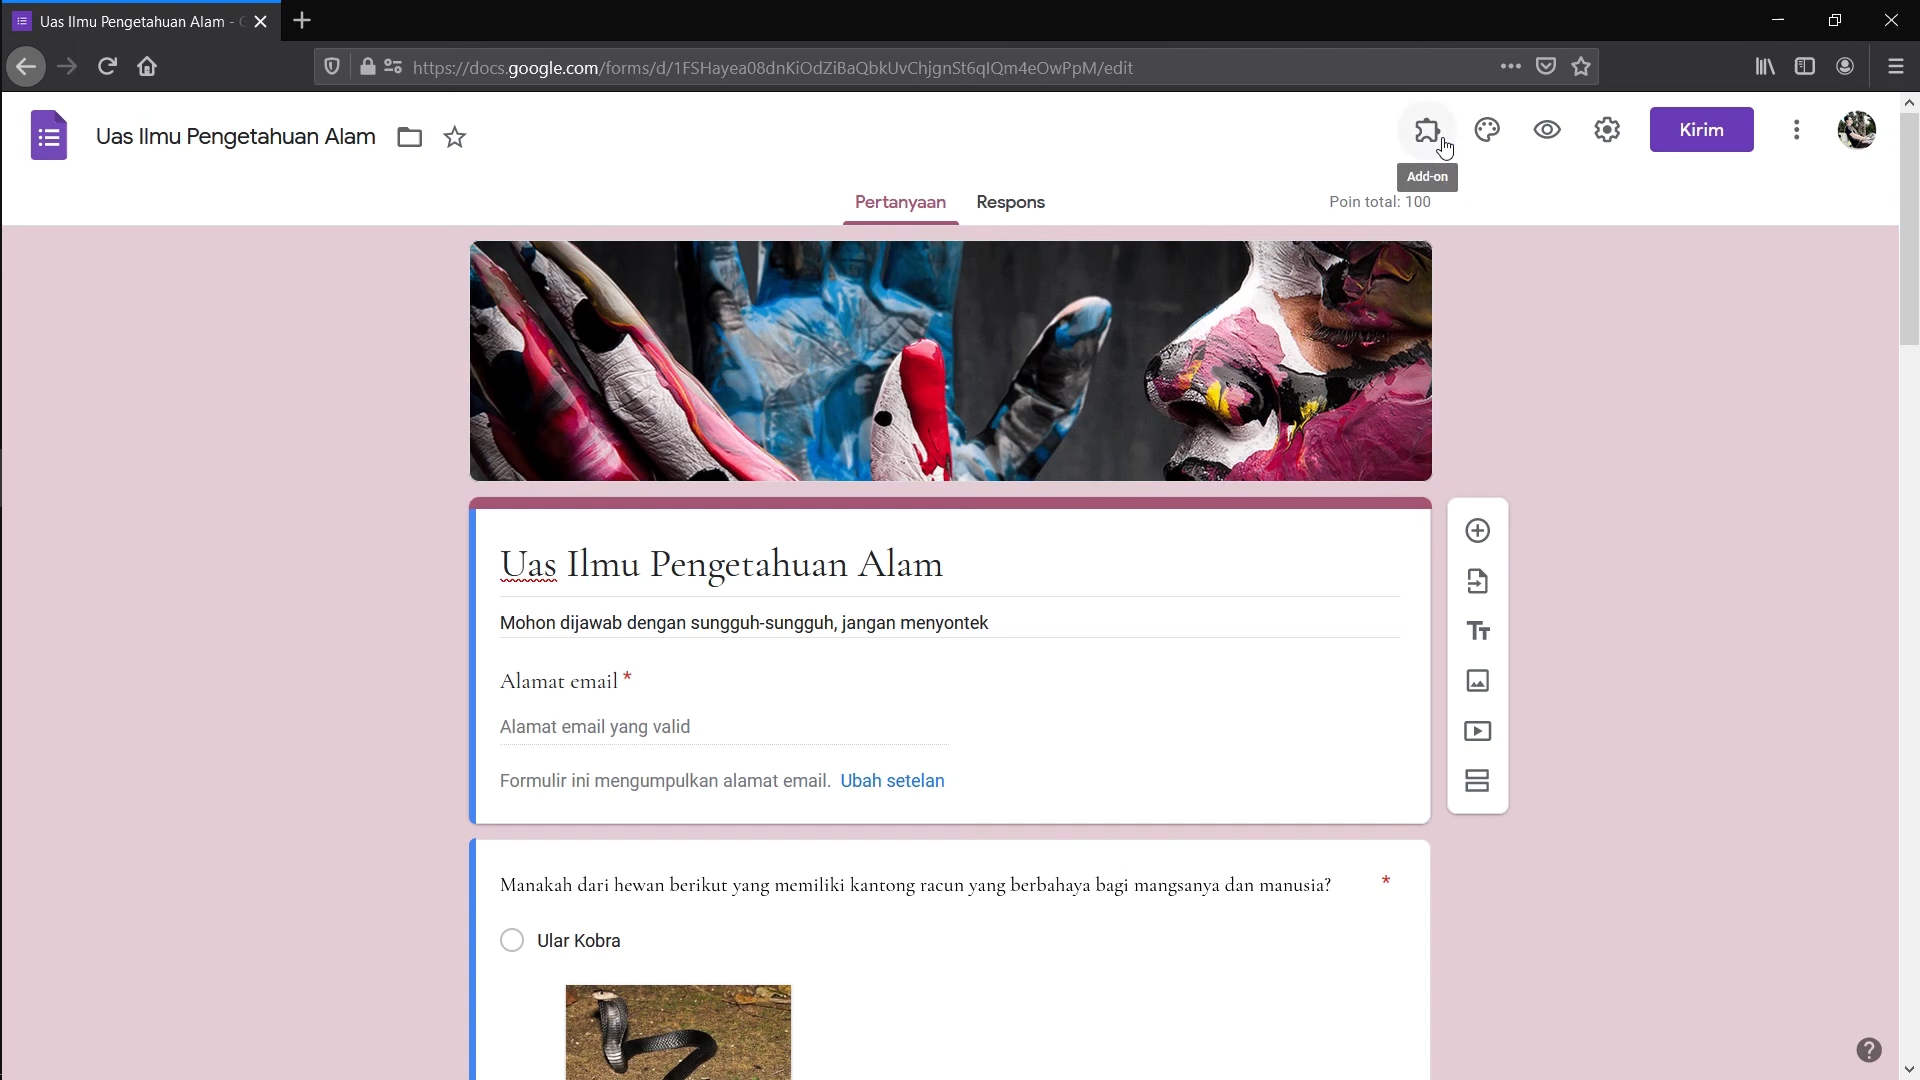 Uas Ilmu Pengetahuan Alam -
https://docs.google.com/forms/d/1FSHayea08dnKiOdZiBaQbkUvChjgnSt6qlQm4eOwPpM/edit
Uas Ilmu Pengetahuan Alam
Kirim
Add-on
Pertanyaan Respons
Poin total: 100
Uas Ilmu Pengetahuan Alam
Mohon dijawab dengan sungguh-sungguh, jangan menyontek
Alamat email *
Alamat email yang valid
Formulir ini mengumpulkan alamat email. Ubah setelan
Manakah dari hewan berikut yang memiliki kantong racun yang berbahaya bagi mangsanya dan manusia? *
Ular Kobra